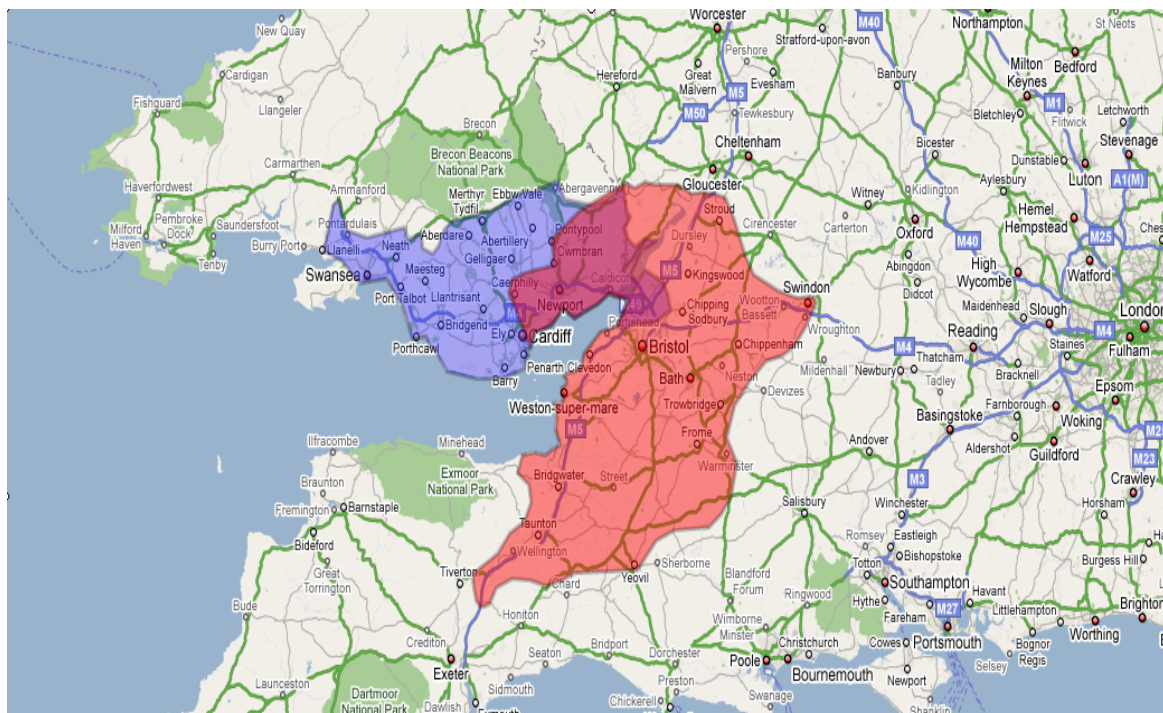 New Quay
Cardigan
Fishguard
Llangeler
Carmarthen
Haverfordwest
Pembroke
Dock
Milford
Haven
Saundersfoot
Tenby
Burry Port
Llanelli
Pontardulais
Ammanford
Swansea
Brecon
Brecon Beacons
National Park
Merthyr
Tydfil
Ebbw Vale
Abergavenny
Aberdare
Abertillery
Gelligaer
Pontypool
Cwmbran
Neath
Maesteg
Port
Talbot
Llantrisant
Caerphilly
Newport
Caldicot
Bridgend
Ely
Cardiff
Porthcawl
Barry
Penarth
Clevedon
Portishead
Weston-super-mare
Bristol
Bath
Hereford
Worcester
Great
Malvern
Pershore
Evesham
Stratford-upon-avon
M5
M50
Tewkesbury
Cheltenham
Gloucester
Stroud
Cirencester
Dursley
M5
Kingswood
Chipping
Sodbury
Wootton
Bassett
Swindon
Wroughton
Chippenham
Neston
Mildenhall
Devizes
Trowbridge
Frome
Warminster
M5
Bridgwater
Street
Taunton
Wellington
Tiverton
Yeovil
Sherborne
Chard
Ilfracombe
Minehead
Exmoor
National Park
Braunton
Fremington
Barnstaple
Bideford
Great
Torrington
Bude
Crediton
Honiton
Exeter
Launceston
Dartmoor
National Park
Dawlish
Exmouth
Sidmouth
Seaton
Bridport
Dorchester
Chickerell
Preston
Blandford
Forum
Wimborne
Minster
Poole
Bournemouth
Christchurch
Swanage
Ringwood
Salisbury
Andover
Winchester
Romsey
Eastleigh
Bishopstoke
Totton
Southampton
Hythe
Fareham
M27
Havant
Portsmouth
Cowes
Newport
Shanklin
Selsey
Bognor
Regis
Littlehampton
Worthing
Brighton
Burgess Hill
Horsham
Crawley
M23
Guildford
Woking
Aldershot
Farnborough
Basingstoke
M3
Newbury
Thatcham
Tadley
M4
Reading
Bracknell
Staines
M4
Slough
Maidenhead
High
Wycombe
Epsom
Fulham
London
Watford
M25
Hemel
Hempstead
Luton
Dunstable
Aylesbury
Stevenage
A1(M)
Letchworth
Flitwick
M1
Bedford
Milton
Keynes
Bletchley
Northampton
St Neots
M40
Banbury
Bicester
Kidlington
Witney
Carterton
Oxford
M40
Abingdon
Didcot